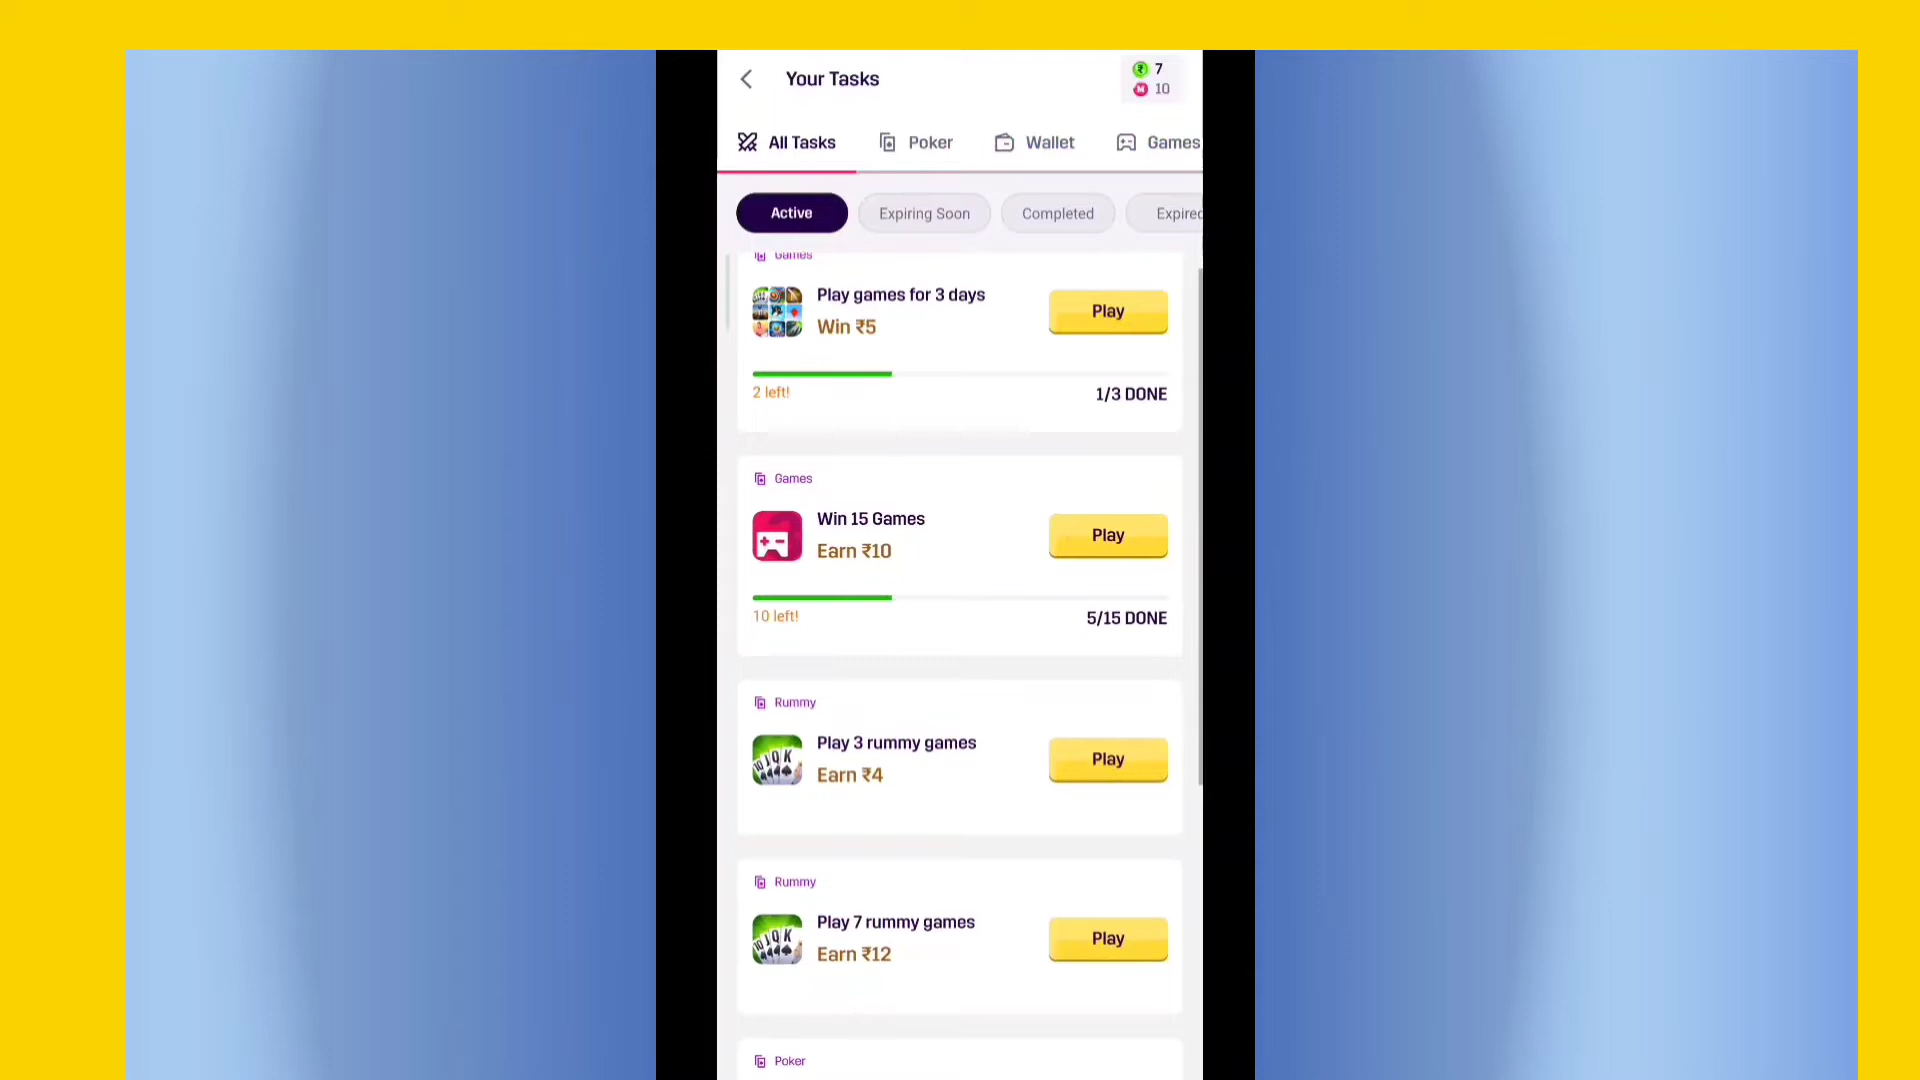 Your Tasks
7
10
All Tasks
Poker
Wallet
Games
Active
Expiring Soon
Completed
Expired
Games
Play games for 3 days
Win ₹5
Play
2 left!
1/3 DONE
Games
Win 15 Games
Earn ₹10
Play
10 left!
5/15 DONE
Rummy
Play 3 rummy games
Earn ₹4
Play
Rummy
Play 7 rummy games
Earn ₹12
Play
Poker